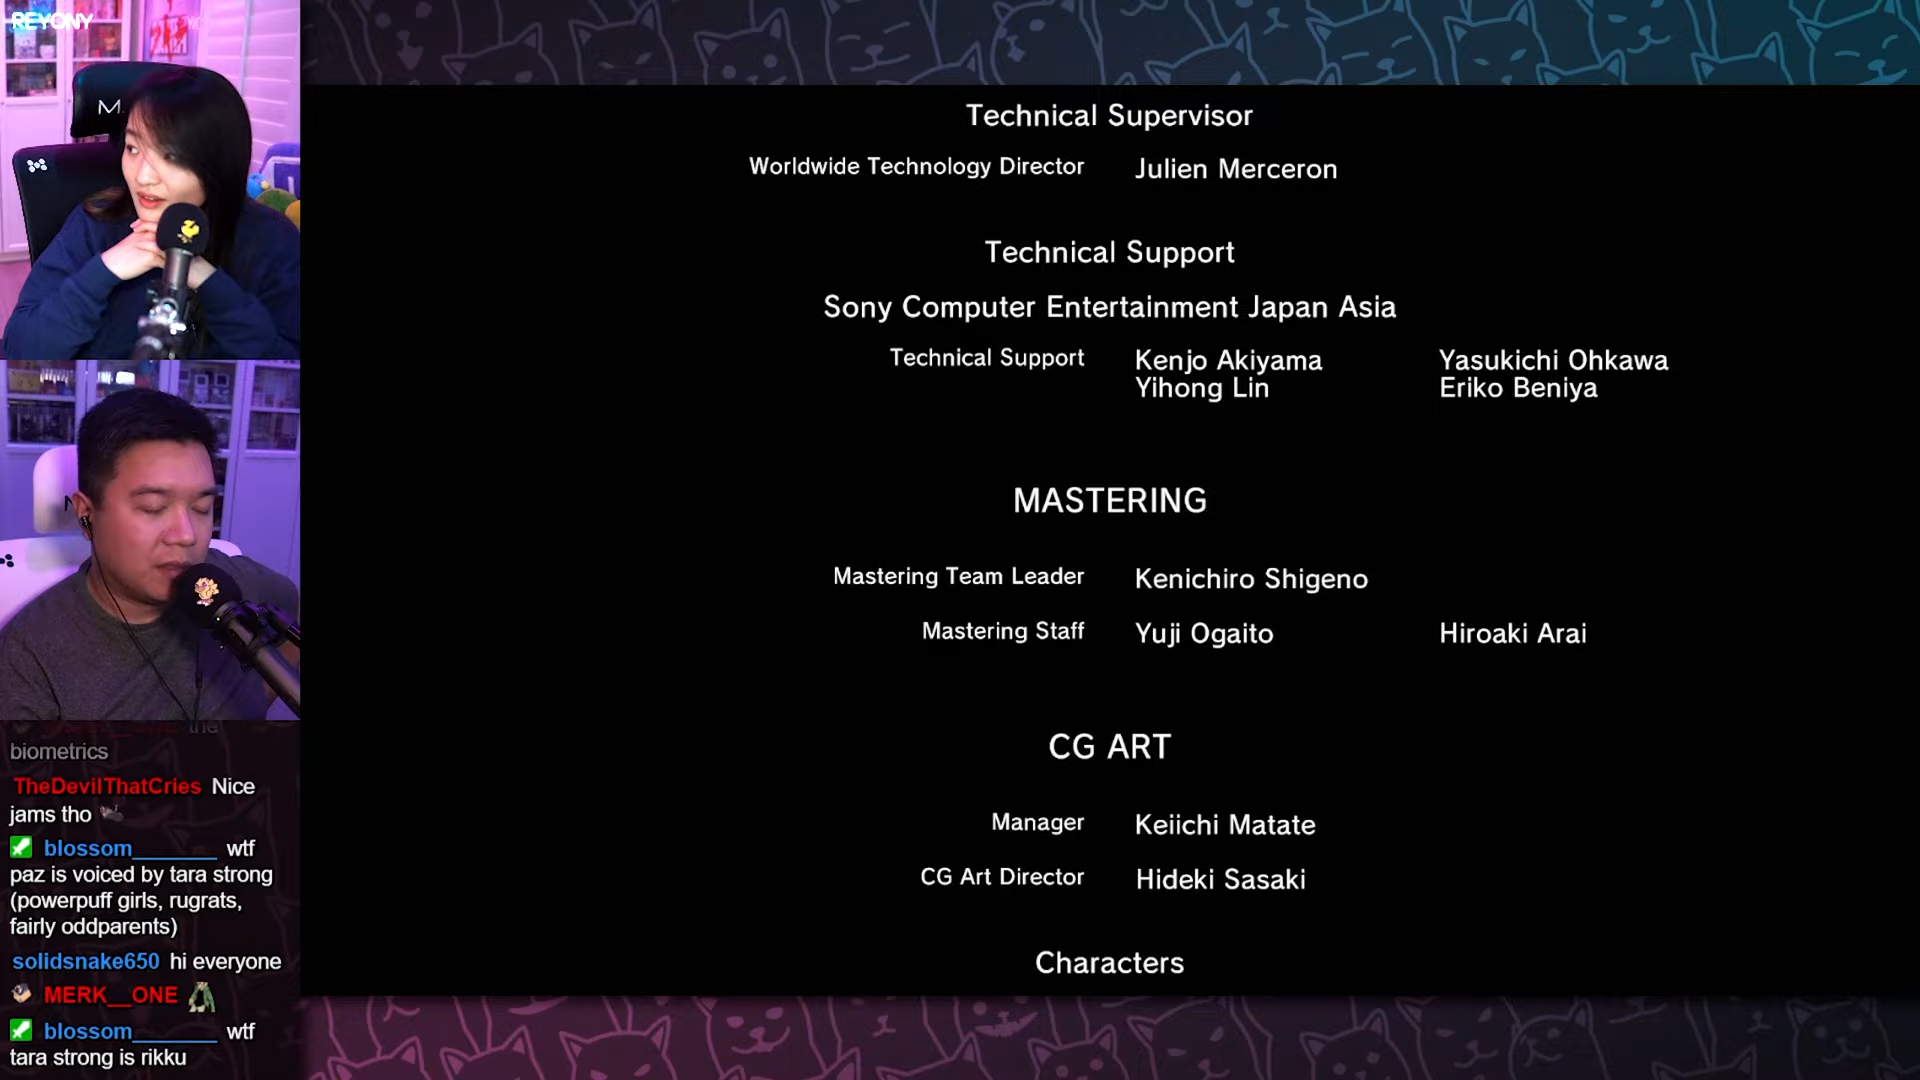 REYONY
M
Technical Supervisor
Worldwide Technology Director Julien Merceron
Technical Support
Sony Computer Entertainment Japan Asia
Technical Support Kenjo Akiyama Yasukichi Ohkawa
Yihong Lin Eriko Beniya
MASTERING
Mastering Team Leader Kenichiro Shigeno
Mastering Staff Yuji Ogaito Hiroaki Arai
CG ART
Manager Keiichi Matate
CG Art Director Hideki Sasaki
Characters
the
biometrics
TheDevilThatCries Nice
jams tho
blossom_______ wtf
paz is voiced by tara strong
(powerpuff girls, rugrats,
fairly oddparents)
solidsnake650 hi everyone
MERK__ONE
blossom_______ wtf
tara strong is rikku